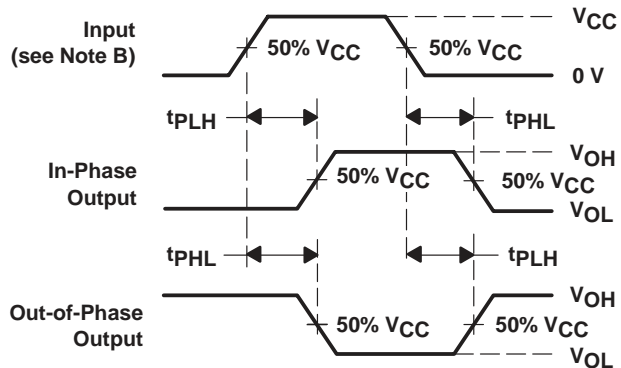 Input
(see Note B)
50% VCC
50% VCC
VCC
0 V
tPLH
tPHL
In-Phase
Output
50% VCC
50% VCC
VOH
VOL
tPHL
tPLH
Out-of-Phase
Output
50% VCC
50% VCC
VOH
VOL